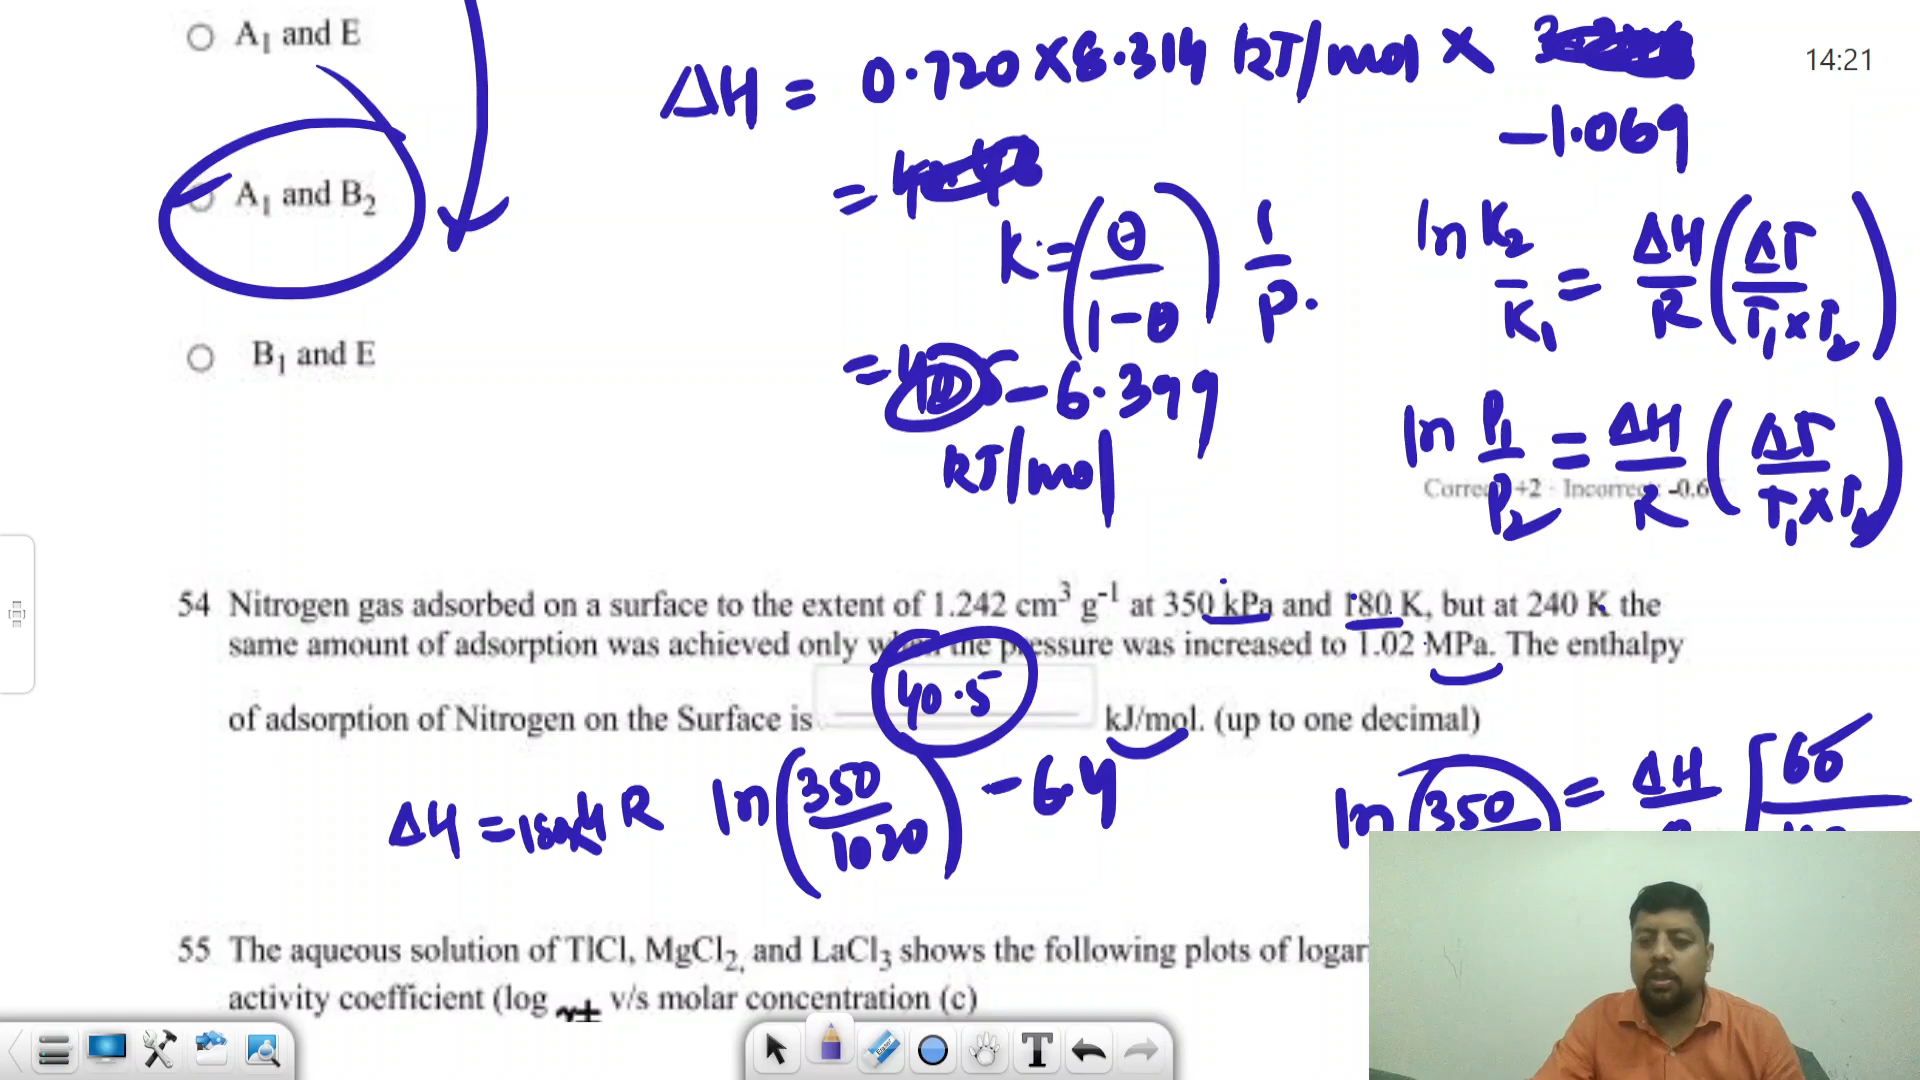 A₁ and E
ΔH = 0.720 × 8.314 kJ/mol ×
14:21
-1.069
A₁ and B₂
=
K = (θ/1-θ) 1/P.
ln K₂/K₁ = ΔH/R (ΔT/T₁×T₂)
B₁ and E
= - 6.399
kJ/mol
ln P₁/P₂ = ΔH/R (ΔT/T₁×T₂)
Correct +2 · Incorrect -0.6
54 Nitrogen gas adsorbed on a surface to the extent of 1.242 cm³ g⁻¹ at 350 kPa and 180 K, but at 240 K the
same amount of adsorption was achieved only when the pressure was increased to 1.02 MPa. The enthalpy
of adsorption of Nitrogen on the Surface is 40.5 kJ/mol. (up to one decimal)
ΔH = R ln (350/1020) - 6.4
ln (350 = ΔH [60
55 The aqueous solution of TlCl, MgCl₂, and LaCl₃ shows the following plots of logar
activity coefficient (log γ± v/s molar concentration (c)
Eraser
T